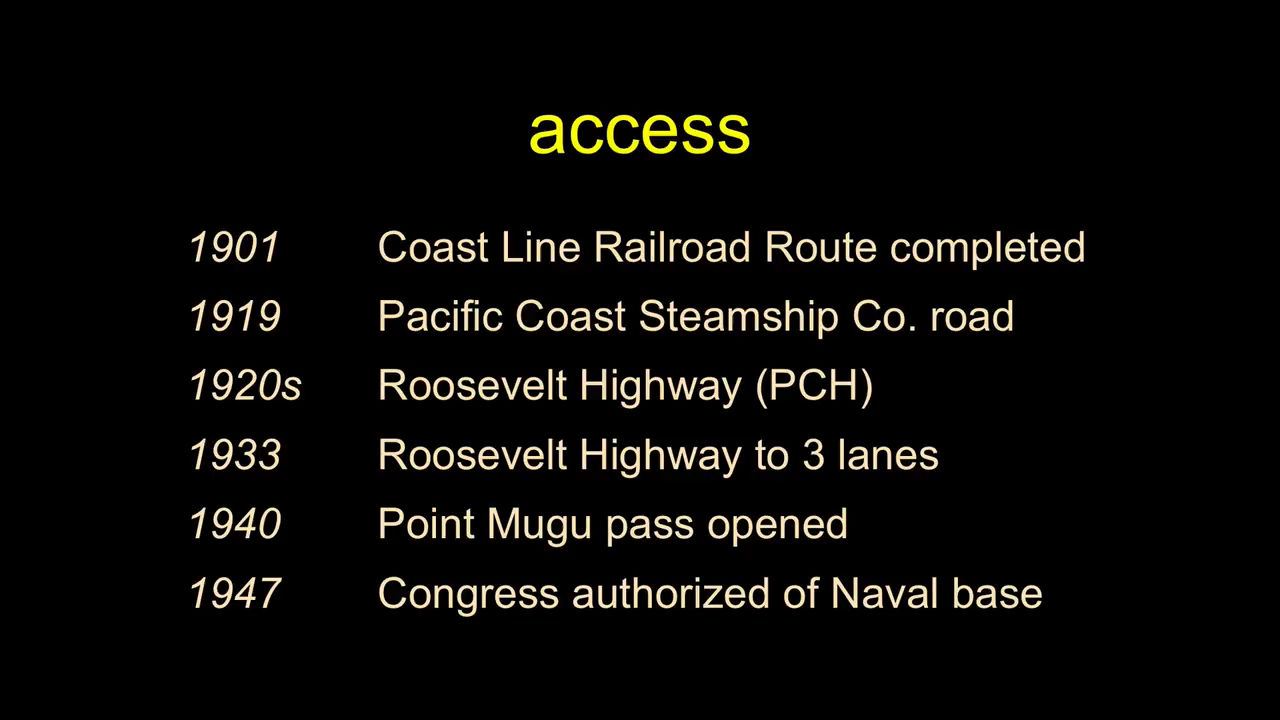 access
1901 Coast Line Railroad Route completed
1919 Pacific Coast Steamship Co. road
1920s Roosevelt Highway (PCH)
1933 Roosevelt Highway to 3 lanes
1940 Point Mugu pass opened
1947 Congress authorized of Naval base